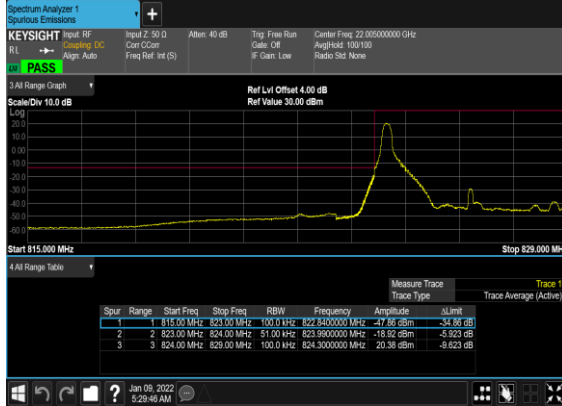 Spectrum Analyzer 1
Spurious Emissions
KEYSIGHT Input: RF Input Z: 50 Ω Atten: 40 dB Trig: Free Run Center Freq: 22.005000000 GHz
RL Coupling: DC Corr CCorr Gate: Off Avg|Hold: 100/100
Align: Auto Freq Ref: Int (S) IF Gain: Low Radio Std: None
PASS
3 All Range Graph
Ref Lvl Offset 4.00 dB
Scale/Div 10.0 dB Ref Value 30.00 dBm
Log
20.0
10.0
0.00
-10.0
-20.0
-30.0
-40.0
-50.0
-60.0
Start 815.000 MHz Stop 829.000 MH
4 All Range Table
Measure Trace Trace 1
Trace Type Trace Average (Active)
Spur Range Start Freq Stop Freq RBW Frequency Amplitude ΔLimit
1 1 815.00 MHz 823.00 MHz 100.0 kHz 822.8400000 MHz -47.86 dBm -34.86 dB
2 2 823.00 MHz 824.00 MHz 51.00 kHz 823.9900000 MHz -18.92 dBm -5.923 dB
3 3 824.00 MHz 829.00 MHz 100.0 kHz 824.3000000 MHz 20.38 dBm -9.623 dB
? Jan 09, 2022
5:29:46 AM